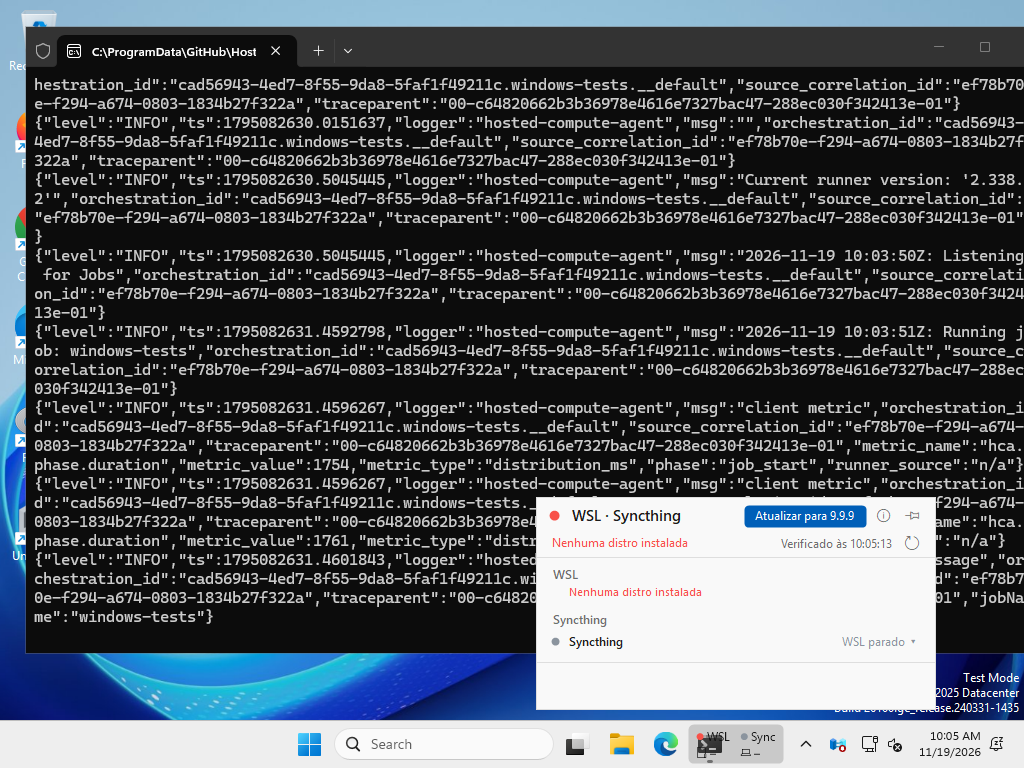 C:\ProgramData\GitHub\Host
hestration_id":"cad56943-4ed7-8f55-9da8-5faf1f49211c.windows-tests.__default","source_correlation_id":"ef78b70
e-f294-a674-0803-1834b27f322a","traceparent":"00-c64820662b3b36978e4616e7327bac47-288ec030f342413e-01"}
{"level":"INFO","ts":1795082630.0151637,"logger":"hosted-compute-agent","msg":"","orchestration_id":"cad56943-
4ed7-8f55-9da8-5faf1f49211c.windows-tests.__default","source_correlation_id":"ef78b70e-f294-a674-0803-1834b27f
322a","traceparent":"00-c64820662b3b36978e4616e7327bac47-288ec030f342413e-01"}
{"level":"INFO","ts":1795082630.5045445,"logger":"hosted-compute-agent","msg":"Current runner version: '2.338.
2'","orchestration_id":"cad56943-4ed7-8f55-9da8-5faf1f49211c.windows-tests.__default","source_correlation_id":
"ef78b70e-f294-a674-0803-1834b27f322a","traceparent":"00-c64820662b3b36978e4616e7327bac47-288ec030f342413e-01"
}
{"level":"INFO","ts":1795082630.5045445,"logger":"hosted-compute-agent","msg":"2026-11-19 10:03:50Z: Listening
for Jobs","orchestration_id":"cad56943-4ed7-8f55-9da8-5faf1f49211c.windows-tests.__default","source_correlati
on_id":"ef78b70e-f294-a674-0803-1834b27f322a","traceparent":"00-c64820662b3b36978e4616e7327bac47-288ec030f3424
13e-01"}
{"level":"INFO","ts":1795082631.4592798,"logger":"hosted-compute-agent","msg":"2026-11-19 10:03:51Z: Running j
ob: windows-tests","orchestration_id":"cad56943-4ed7-8f55-9da8-5faf1f49211c.windows-tests.__default","source_c
orrelation_id":"ef78b70e-f294-a674-0803-1834b27f322a","traceparent":"00-c64820662b3b36978e4616e7327bac47-288ec
030f342413e-01"}
{"level":"INFO","ts":1795082631.4596267,"logger":"hosted-compute-agent","msg":"client metric","orchestration_i
d":"cad56943-4ed7-8f55-9da8-5faf1f49211c.windows-tests.__default","source_correlation_id":"ef78b70e-f294-a674-
0803-1834b27f322a","traceparent":"00-c64820662b3b36978e4616e7327bac47-288ec030f342413e-01","metric_name":"hca.
phase.duration","metric_value":1754,"metric_type":"distribution_ms","phase":"job_start","runner_source":"n/a"}
{"level":"INFO","ts":1795082631.4596267,"logger":"hosted-compute-agent","msg":"client metric","orchestration_i
d":"cad56943-4ed7-8f55-9da8-5faf1f49211c.windows-tests._
0803-1834b27f322a","traceparent":"00-c64820662b3b36978e4
phase.duration","metric_value":1761,"metric_type":"distr
:"n/a"}
{"level":"INFO","ts":1795082631.4601843,"logger":"hosted
ssage","or
chestration_id":"cad56943-4ed7-8f55-9da8-5faf1f49211c.wi
"ef78b7
0e-f294-a674-0803-1834b27f322a","traceparent":"00-c6482
01","jobNa
me":"windows-tests"}
WSL · Syncthing
Atualizar para 9.9.9
Nenhuma distro instalada
Verificado às 10:05:13
WSL
Nenhuma distro instalada
Syncthing
Syncthing
WSL parado
Test Mode
2025 Datacenter
Search
WSL
Sync
10:05 AM
11/19/2026